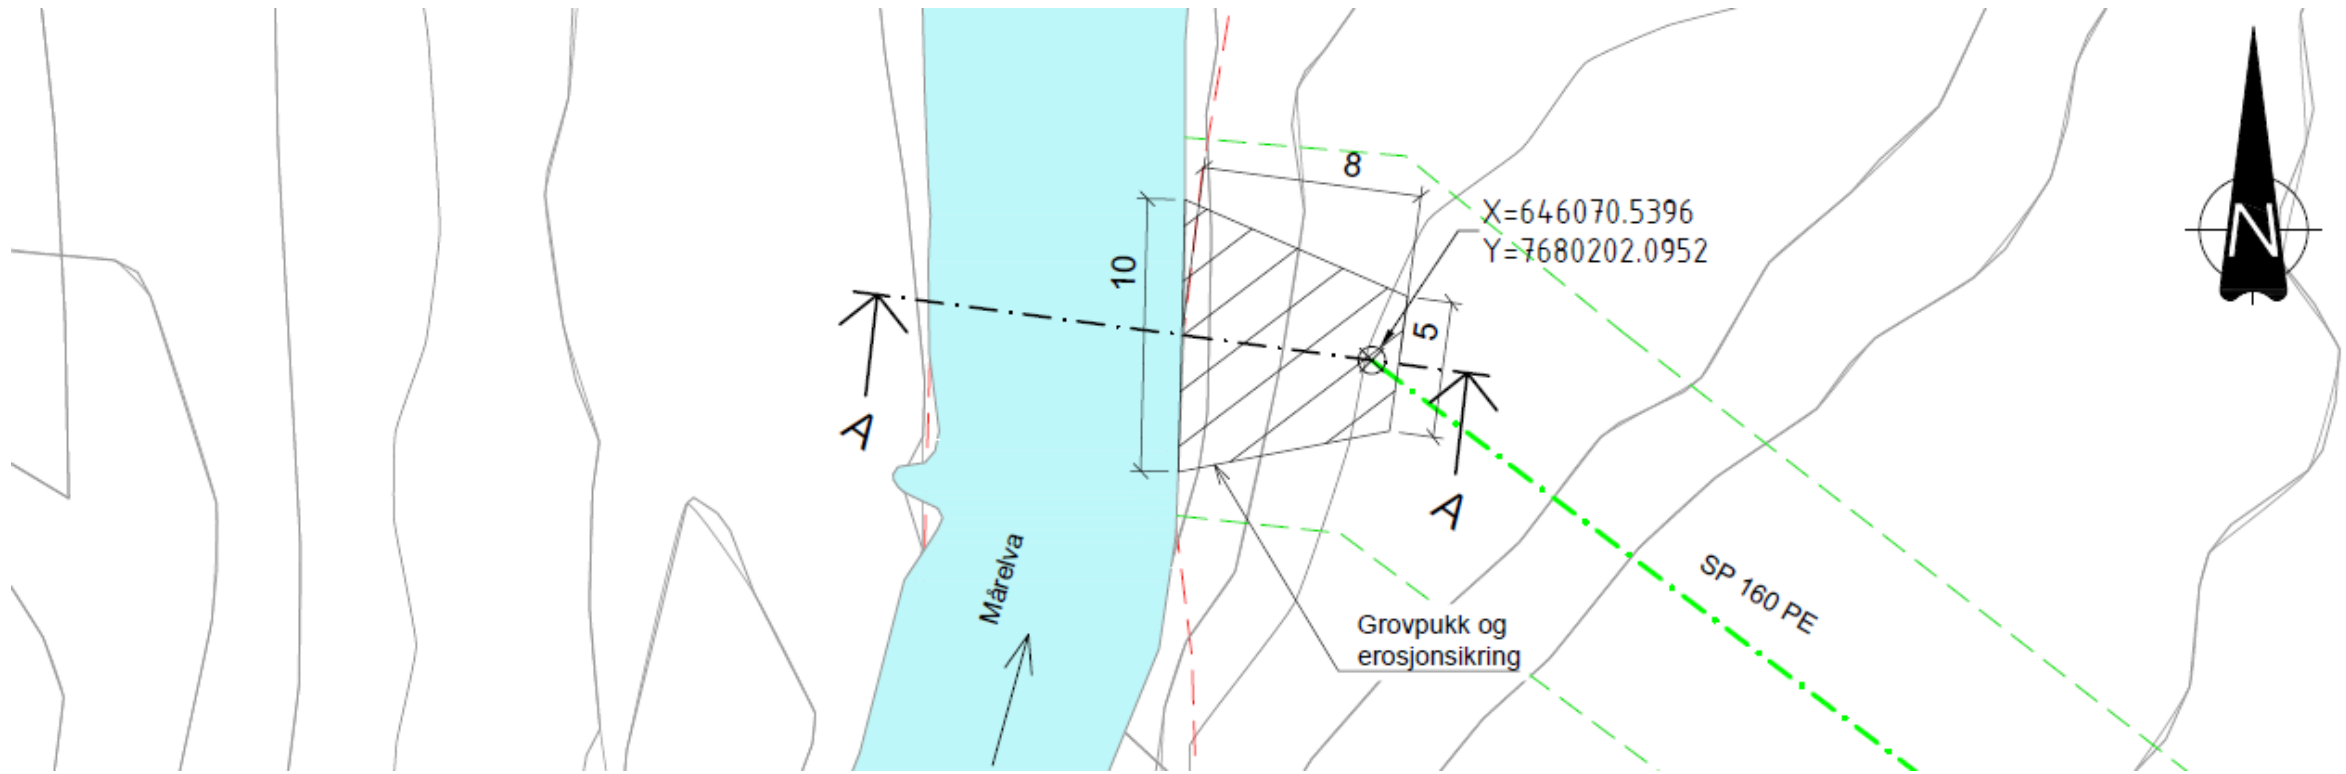 8
X=646070.5396
Y=7680202.0952
N
10
5
A
A
Mårelva
SP 160 PE
Grovpukk og
erosjonsikring